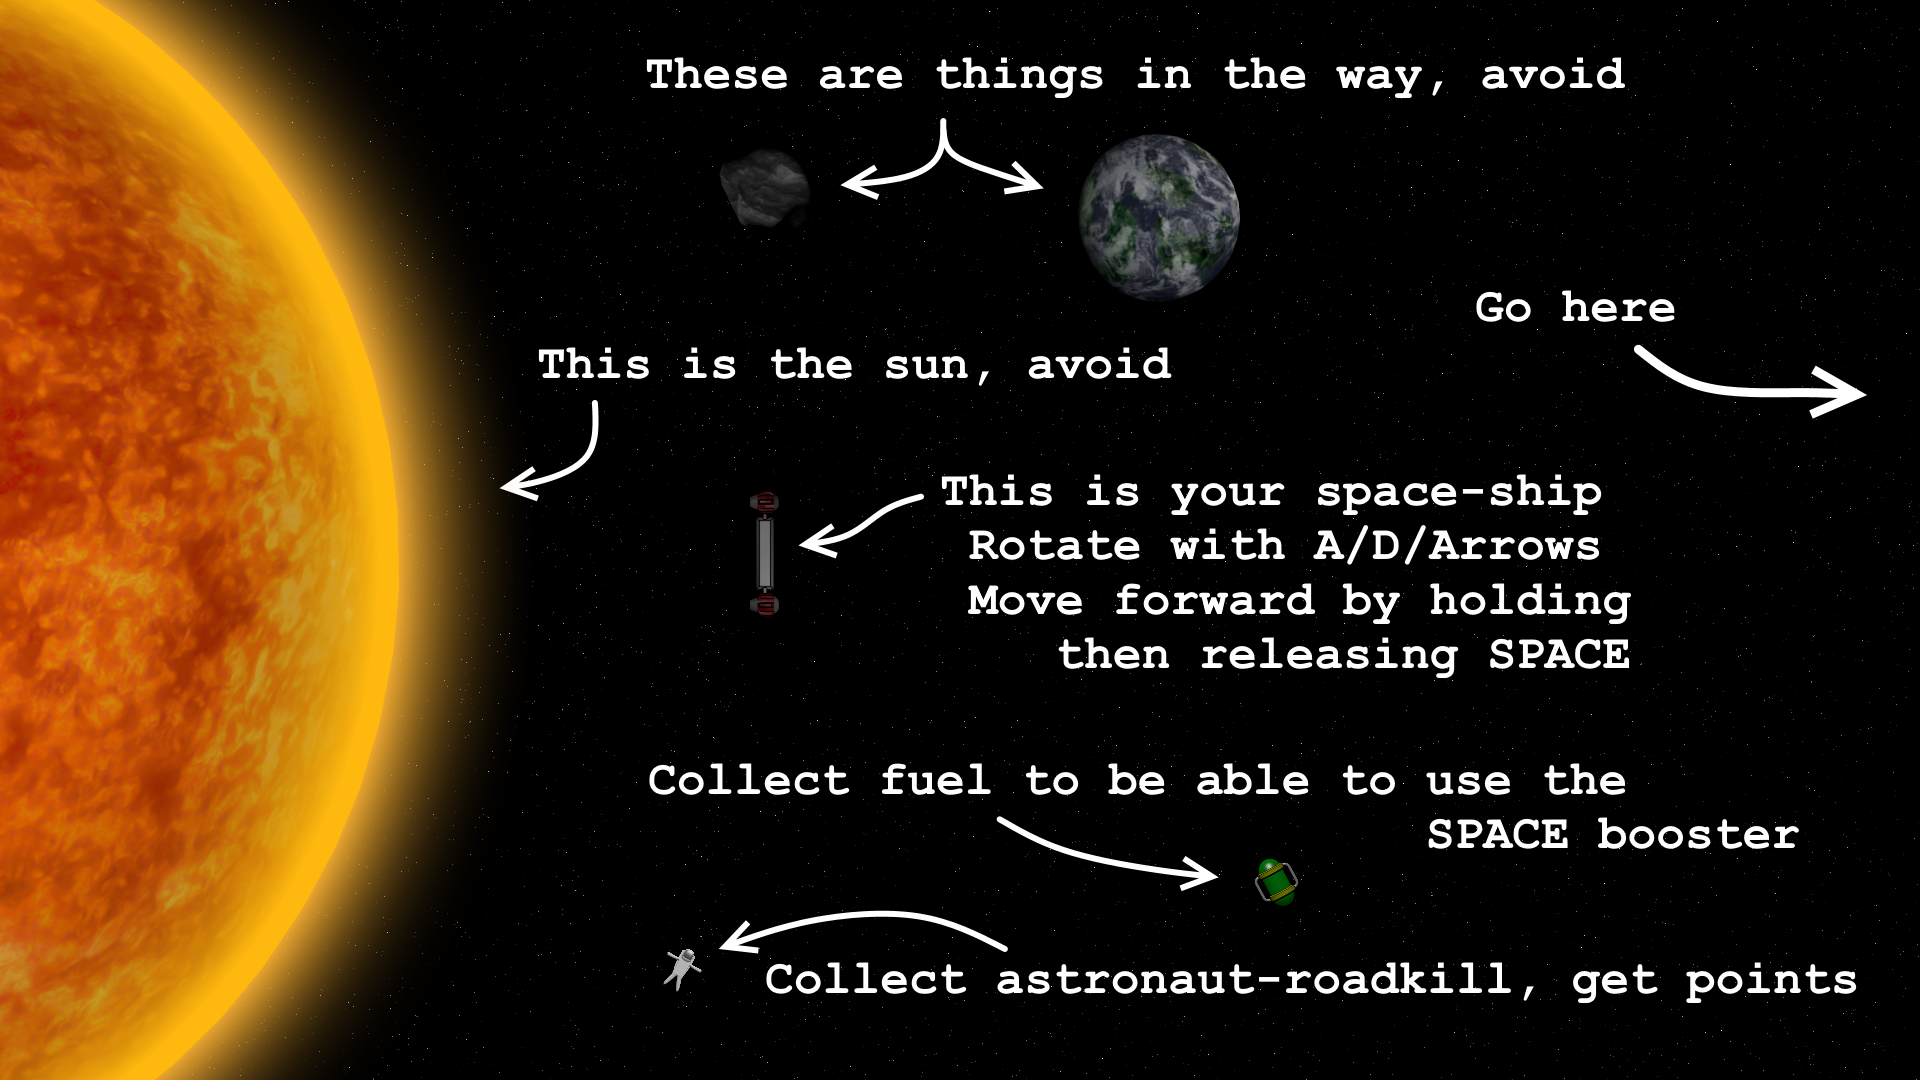 These are things in the way, avoid
Go here
This is the sun, avoid
This is your space-ship
Rotate with A/D/Arrows
Move forward by holding
then releasing SPACE
Collect fuel to be able to use the
SPACE booster
Collect astronaut-roadkill, get points